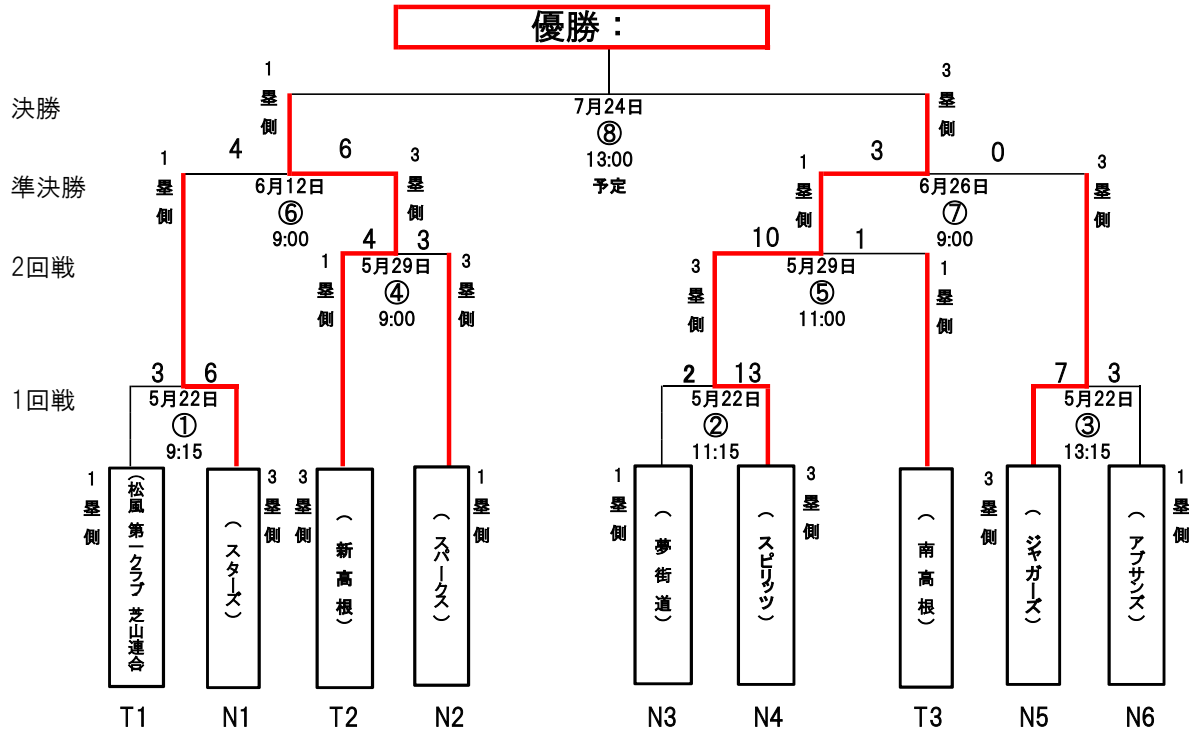 優勝：
1塁側
3塁側
決勝
7月24日
⑧
13:00
予定
4
6
3
0
1塁側
3塁側
1塁側
3塁側
準決勝
6月12日
⑥
9:00
6月26日
⑦
9:00
4
3
10
1
1塁側
3塁側
3塁側
1塁側
2回戦
5月29日
④
9:00
5月29日
⑤
11:00
3
6
2
13
7
3
1回戦
5月22日
①
9:15
5月22日
②
11:15
5月22日
③
13:15
1塁側
(松風 第一クラブ 芝山連合
(スターズ)
3塁側
3塁側
(新高根)
(スパークス)
1塁側
1塁側
(夢街道)
(スピリッツ)
3塁側
(南高根)
3塁側
(ジャガーズ)
(アブサンズ)
1塁側
T1
N1
T2
N2
N3
N4
T3
N5
N6